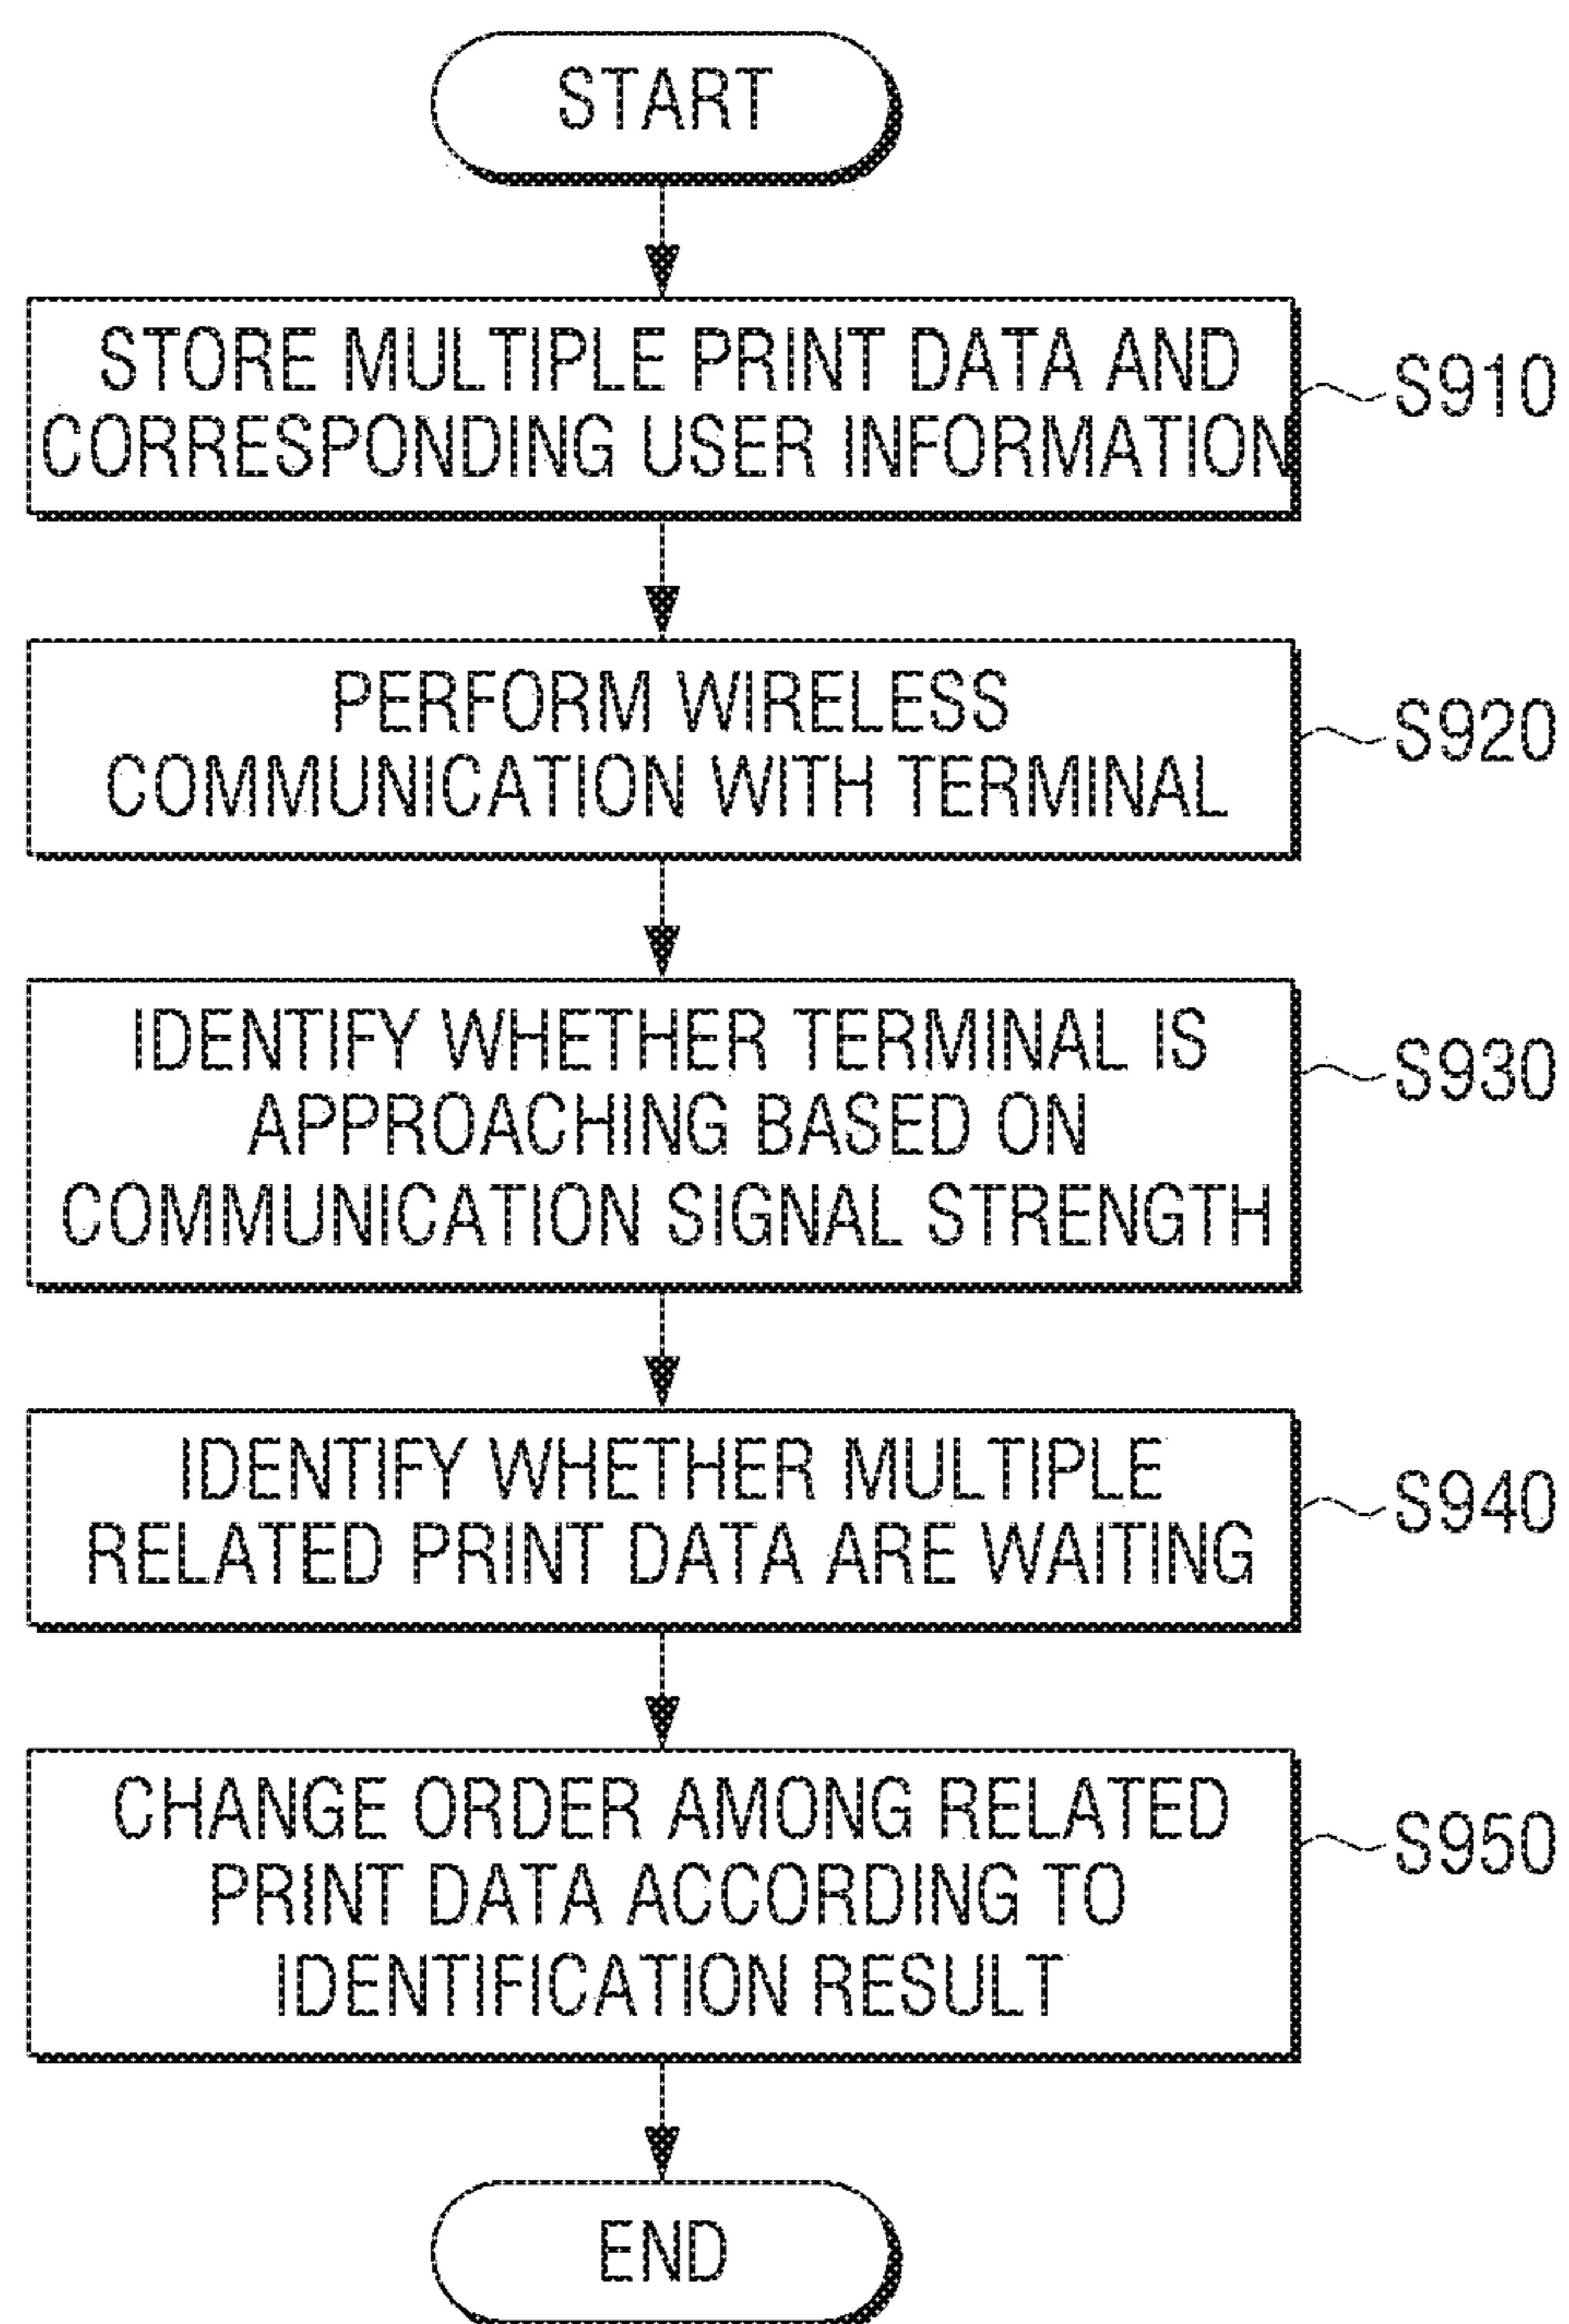 START
STORE MULTIPLE PRINT DATA AND
CORRESPONDING USER INFORMATION
S910
PERFORM WIRELESS
COMMUNICATION WITH TERMINAL
S920
IDENTIFY WHETHER TERMINAL IS
APPROACHING BASED ON
COMMUNICATION SIGNAL STRENGTH
S930
IDENTIFY WHETHER MULTIPLE
RELATED PRINT DATA ARE WAITING
S940
CHANGE ORDER AMONG RELATED
PRINT DATA ACCORDING TO
IDENTIFICATION RESULT
S950
END